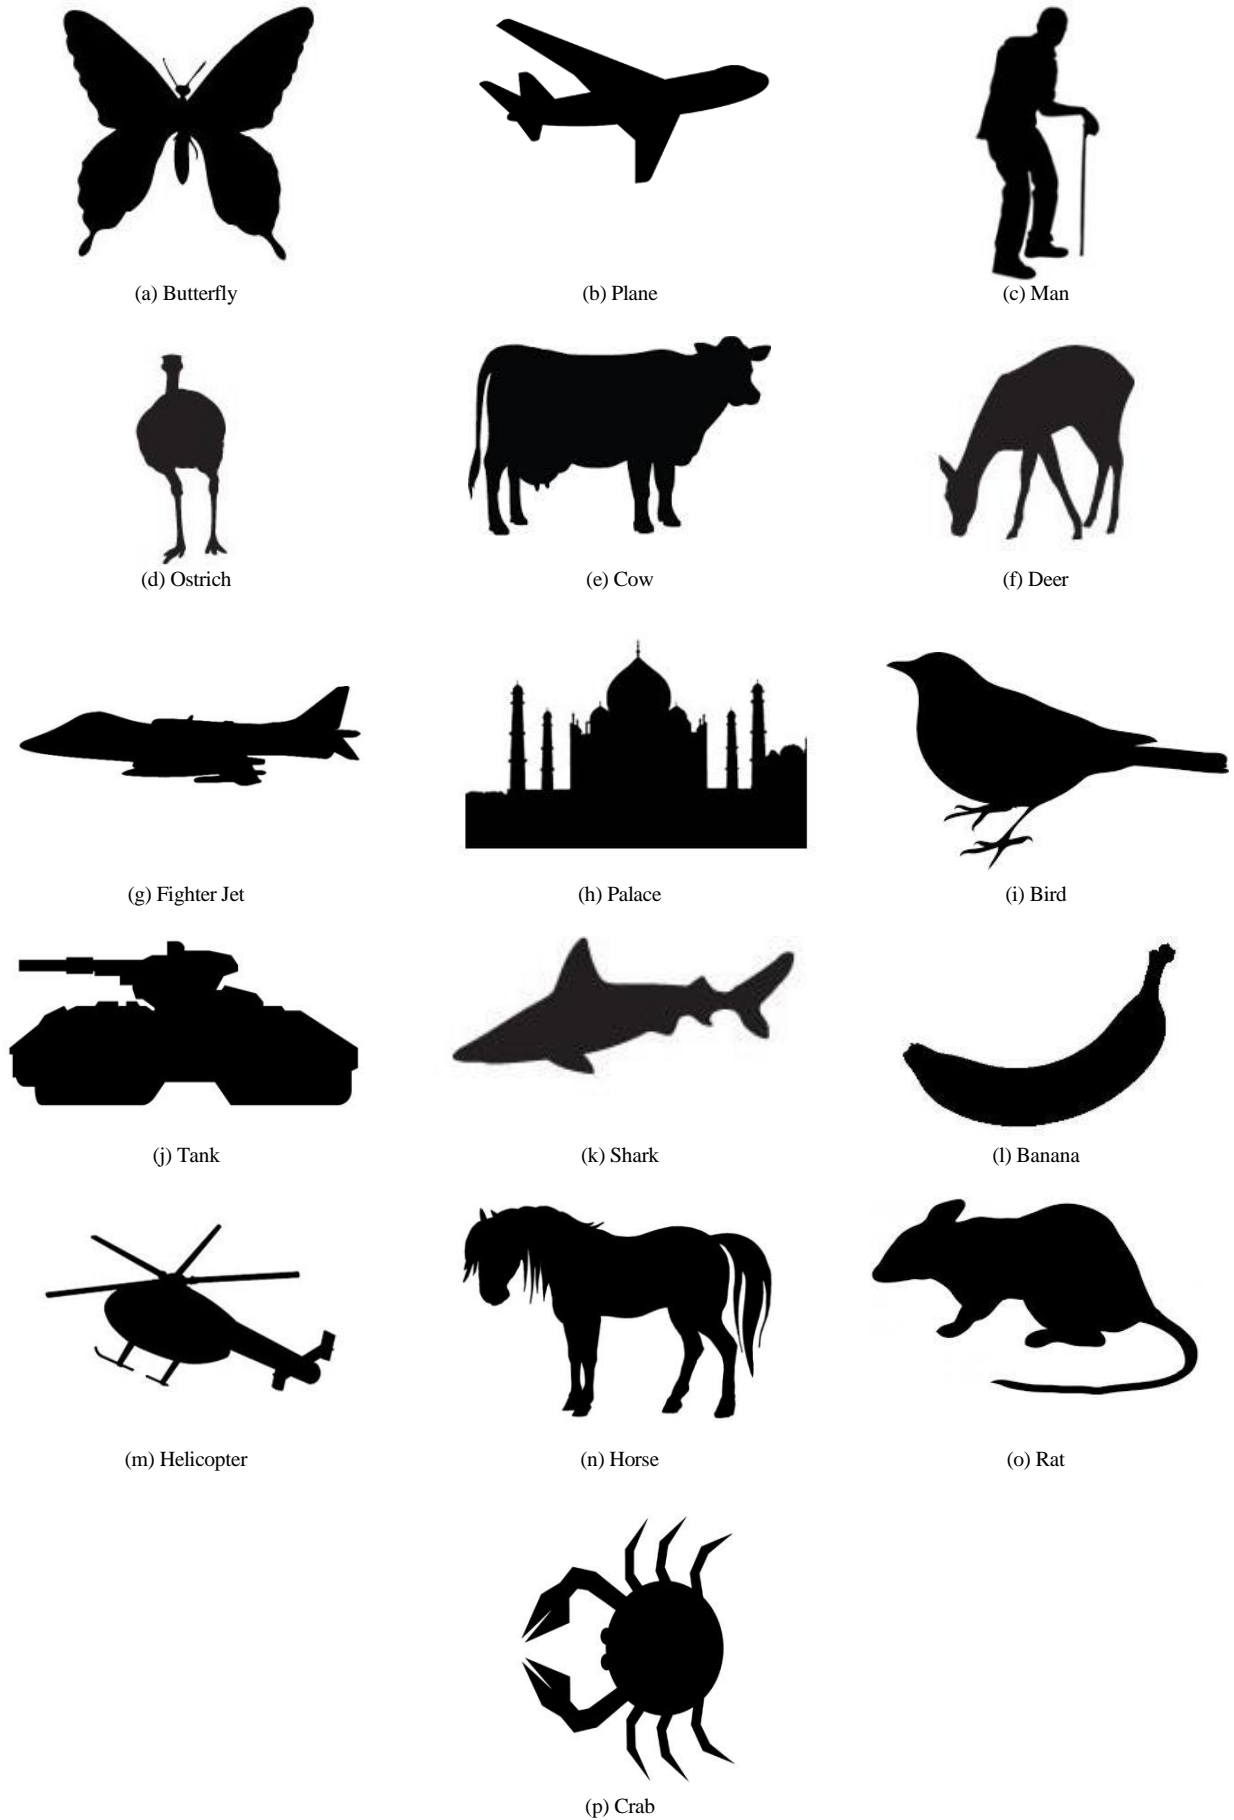 (a) Butterfly
(b) Plane
(c) Man
(d) Ostrich
(e) Cow
(f) Deer
(g) Fighter Jet
(h) Palace
(i) Bird
(j) Tank
(k) Shark
(l) Banana
(m) Helicopter
(n) Horse
(o) Rat
(p) Crab